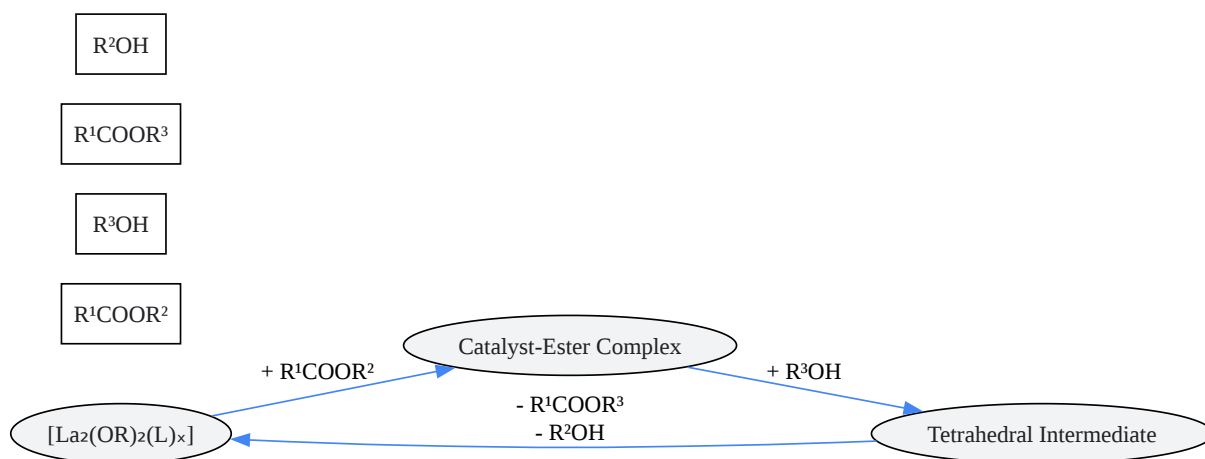 R²OH
R¹COOR³
R³OH
R¹COOR²
Catalyst-Ester Complex
+ R¹COOR²
+ R³OH
- R¹COOR³
- R²OH
[La₂(OR)₂(L)ₓ]
Tetrahedral Intermediate